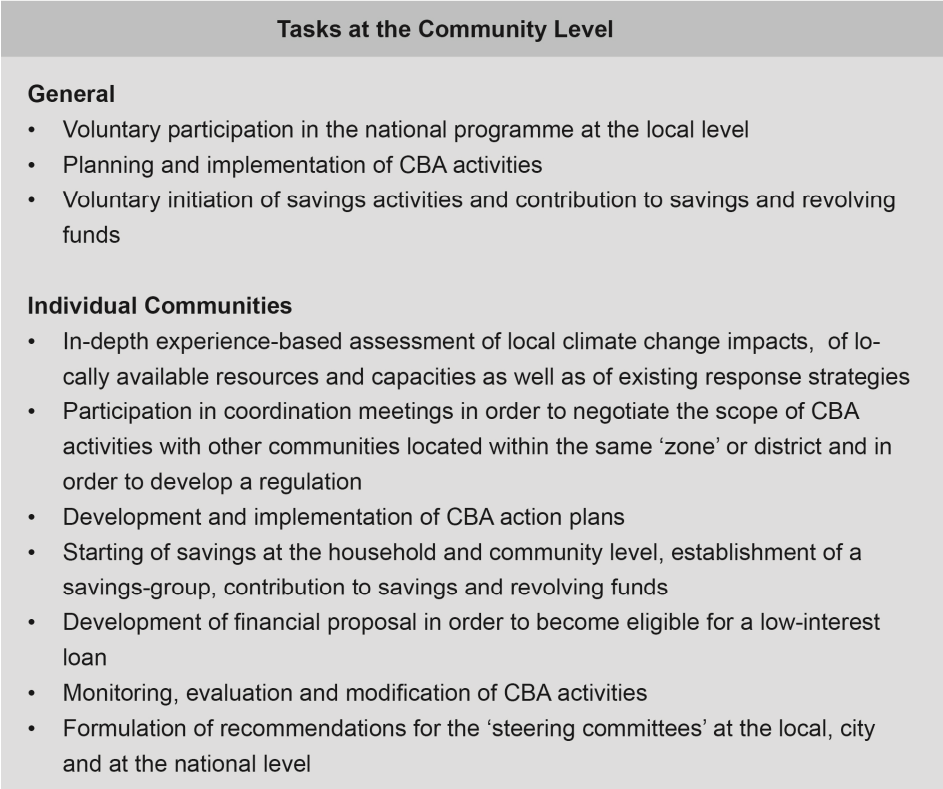 Tasks at the Community Level
General
• Voluntary participation in the national programme at the local level
• Planning and implementation of CBA activities
• Voluntary initiation of savings activities and contribution to savings and revolving
funds
Individual Communities
• In-depth experience-based assessment of local climate change impacts,  of lo-
cally available resources and capacities as well as of existing response strategies
• Participation in coordination meetings in order to negotiate the scope of CBA
activities with other communities located within the same ‘zone’ or district and in
order to develop a regulation
• Development and implementation of CBA action plans
• Starting of savings at the household and community level, establishment of a
savings-group, contribution to savings and revolving funds
• Development of financial proposal in order to become eligible for a low-interest
loan
• Monitoring, evaluation and modification of CBA activities
• Formulation of recommendations for the ‘steering committees’ at the local, city
and at the national level